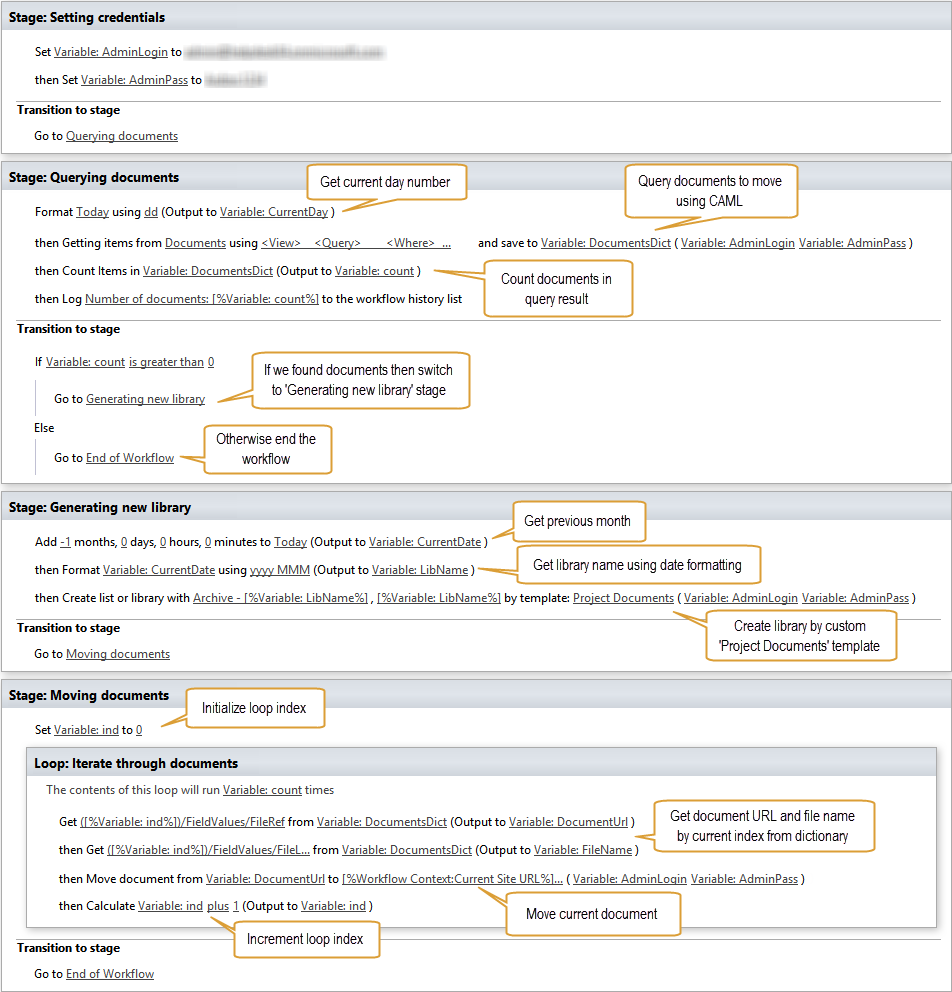 Stage: Setting credentials
Set Variable: AdminLogin to
then Set Variable: AdminPass to
Transition to stage
Go to Querying documents
Stage: Querying documents
Get current day number
Query documents to move
using CAML
Format Today using dd (Output to Variable: CurrentDay )
then Getting items from Documents using <View> <Query> <Where> ... and save to Variable: DocumentsDict ( Variable: AdminLogin Variable: AdminPass )
then Count Items in Variable: DocumentsDict (Output to Variable: count )
Count documents in
query result
then Log Number of documents: [%Variable: count%] to the workflow history list
Transition to stage
If Variable: count is greater than 0
If we found documents then switch
to 'Generating new library' stage
Go to Generating new library
Else
Otherwise end the
workflow
Go to End of Workflow
Stage: Generating new library
Get previous month
Add -1 months, 0 days, 0 hours, 0 minutes to Today (Output to Variable: CurrentDate )
Get library name using date formatting
then Format Variable: CurrentDate using yyyy MMM (Output to Variable: LibName )
then Create list or library with Archive - [%Variable: LibName%] , [%Variable: LibName%] by template: Project Documents ( Variable: AdminLogin Variable: AdminPass )
Create library by custom
'Project Documents' template
Transition to stage
Go to Moving documents
Stage: Moving documents
Initialize loop index
Set Variable: ind to 0
Loop: Iterate through documents
The contents of this loop will run Variable: count times
Get ([%Variable: ind%])/FieldValues/FileRef from Variable: DocumentsDict (Output to Variable: DocumentUrl )
Get document URL and file name
by current index from dictionary
then Get ([%Variable: ind%])/FieldValues/FileL... from Variable: DocumentsDict (Output to Variable: FileName )
then Move document from Variable: DocumentUrl to [%Workflow Context:Current Site URL%]... ( Variable: AdminLogin Variable: AdminPass )
then Calculate Variable: ind plus 1 (Output to Variable: ind )
Move current document
Increment loop index
Transition to stage
Go to End of Workflow